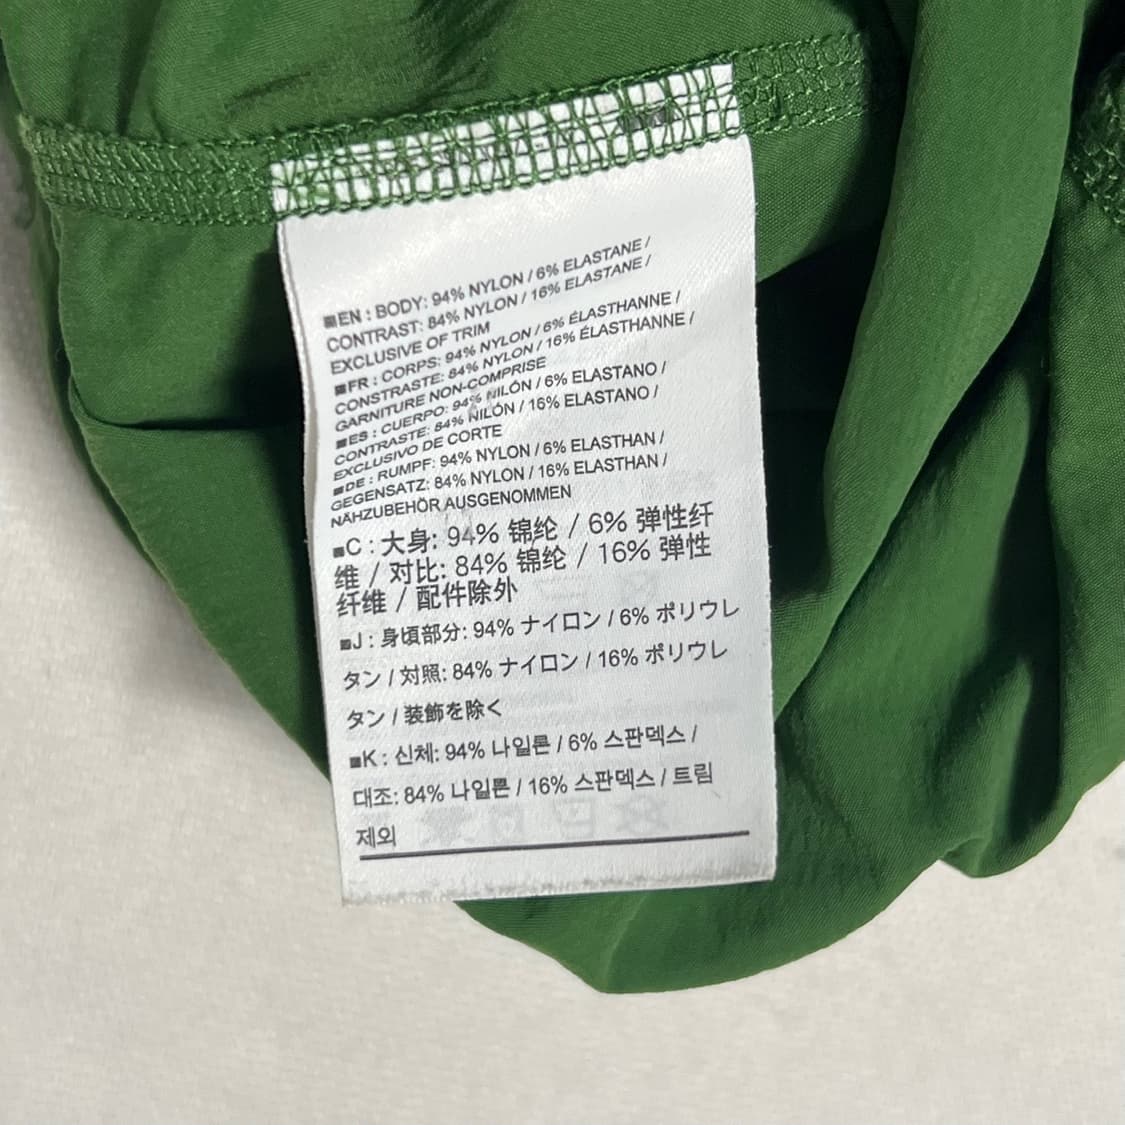 ■EN : BODY: 94% NYLON / 6% ELASTANE /
CONTRAST: 84% NYLON / 16% ELASTANE /
EXCLUSIVE OF TRIM
■FR : CORPS: 94% NYLON / 6% ÉLASTHANNE /
CONSTRASTE: 84% NYLON / 16% ÉLASTHANNE /
GARNITURE NON-COMPRISE
■ES : CUERPO: 94% NILÓN / 6% ELASTANO /
CONTRASTE: 84% NILÓN / 16% ELASTANO /
EXCLUSIVO DE CORTE
■DE : RUMPF: 94% NYLON / 6% ELASTHAN /
GEGENSATZ: 84% NYLON / 16% ELASTHAN /
NÄHZUBEHÖR AUSGENOMMEN
■C : 大身: 94% 锦纶 / 6% 弹性纤
维 / 对比: 84% 锦纶 / 16% 弹性
纤维 / 配件除外
■J : 身頃部分: 94% ナイロン / 6% ポリウレ
タン / 対照: 84% ナイロン / 16% ポリウレ
タン / 装飾を除く
■K : 신체: 94% 나일론 / 6% 스판덱스 /
대조: 84% 나일론 / 16% 스판덱스 / 트림
제외